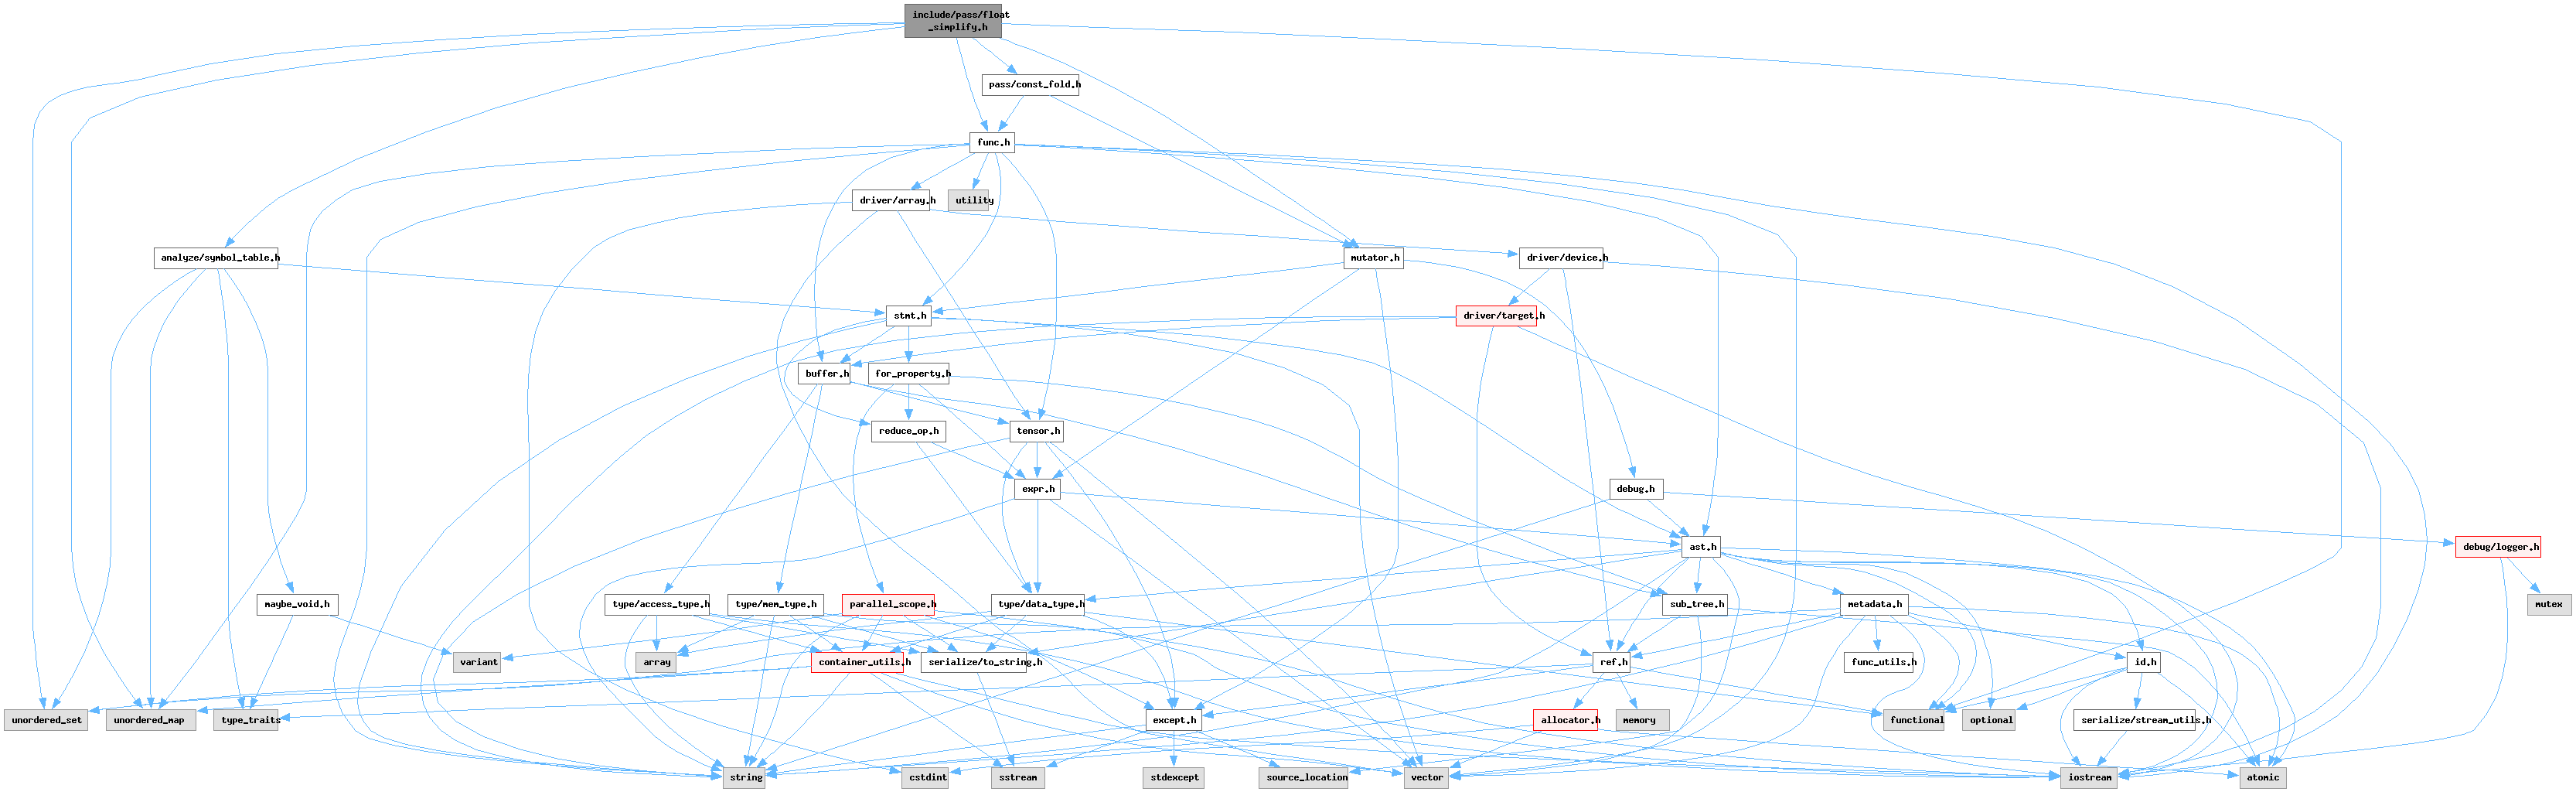 include/pass/float
_simplify.h
pass/const_fold.h
func.h
driver/array.h
utility
analyze/symbol_table.h
mutator.h
driver/device.h
stmt.h
driver/target.h
buffer.h
for_property.h
reduce_op.h
tensor.h
expr.h
debug.h
ast.h
debug/logger.h
maybe_void.h
type/access_type.h
type/mem_type.h
parallel_scope.h
type/data_type.h
sub_tree.h
metadata.h
mutex
variant
array
container_utils.h
serialize/to_string.h
ref.h
func_utils.h
id.h
unordered_set
unordered_map
type_traits
except.h
allocator.h
memory
functional
optional
serialize/stream_utils.h
string
cstdint
sstream
stdexcept
source_location
vector
iostream
atomic